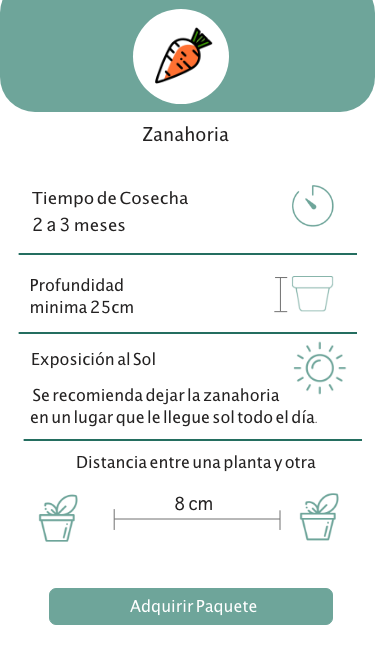 Zanahoria
Tiempo de Cosecha
2 a 3 meses
Profundidad
minima 25cm
Exposición al Sol
Se recomienda dejar la zanahoria
en un lugar que le llegue sol todo el día.
Distancia entre una planta y otra
8 cm
Adquirir Paquete